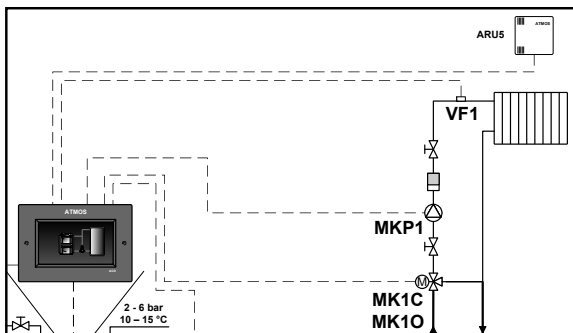 ARU5
ATMOS
VF1
ATMOS
MKP1
M
MK1C
MK1O
2 - 6 bar
10 – 15 °C